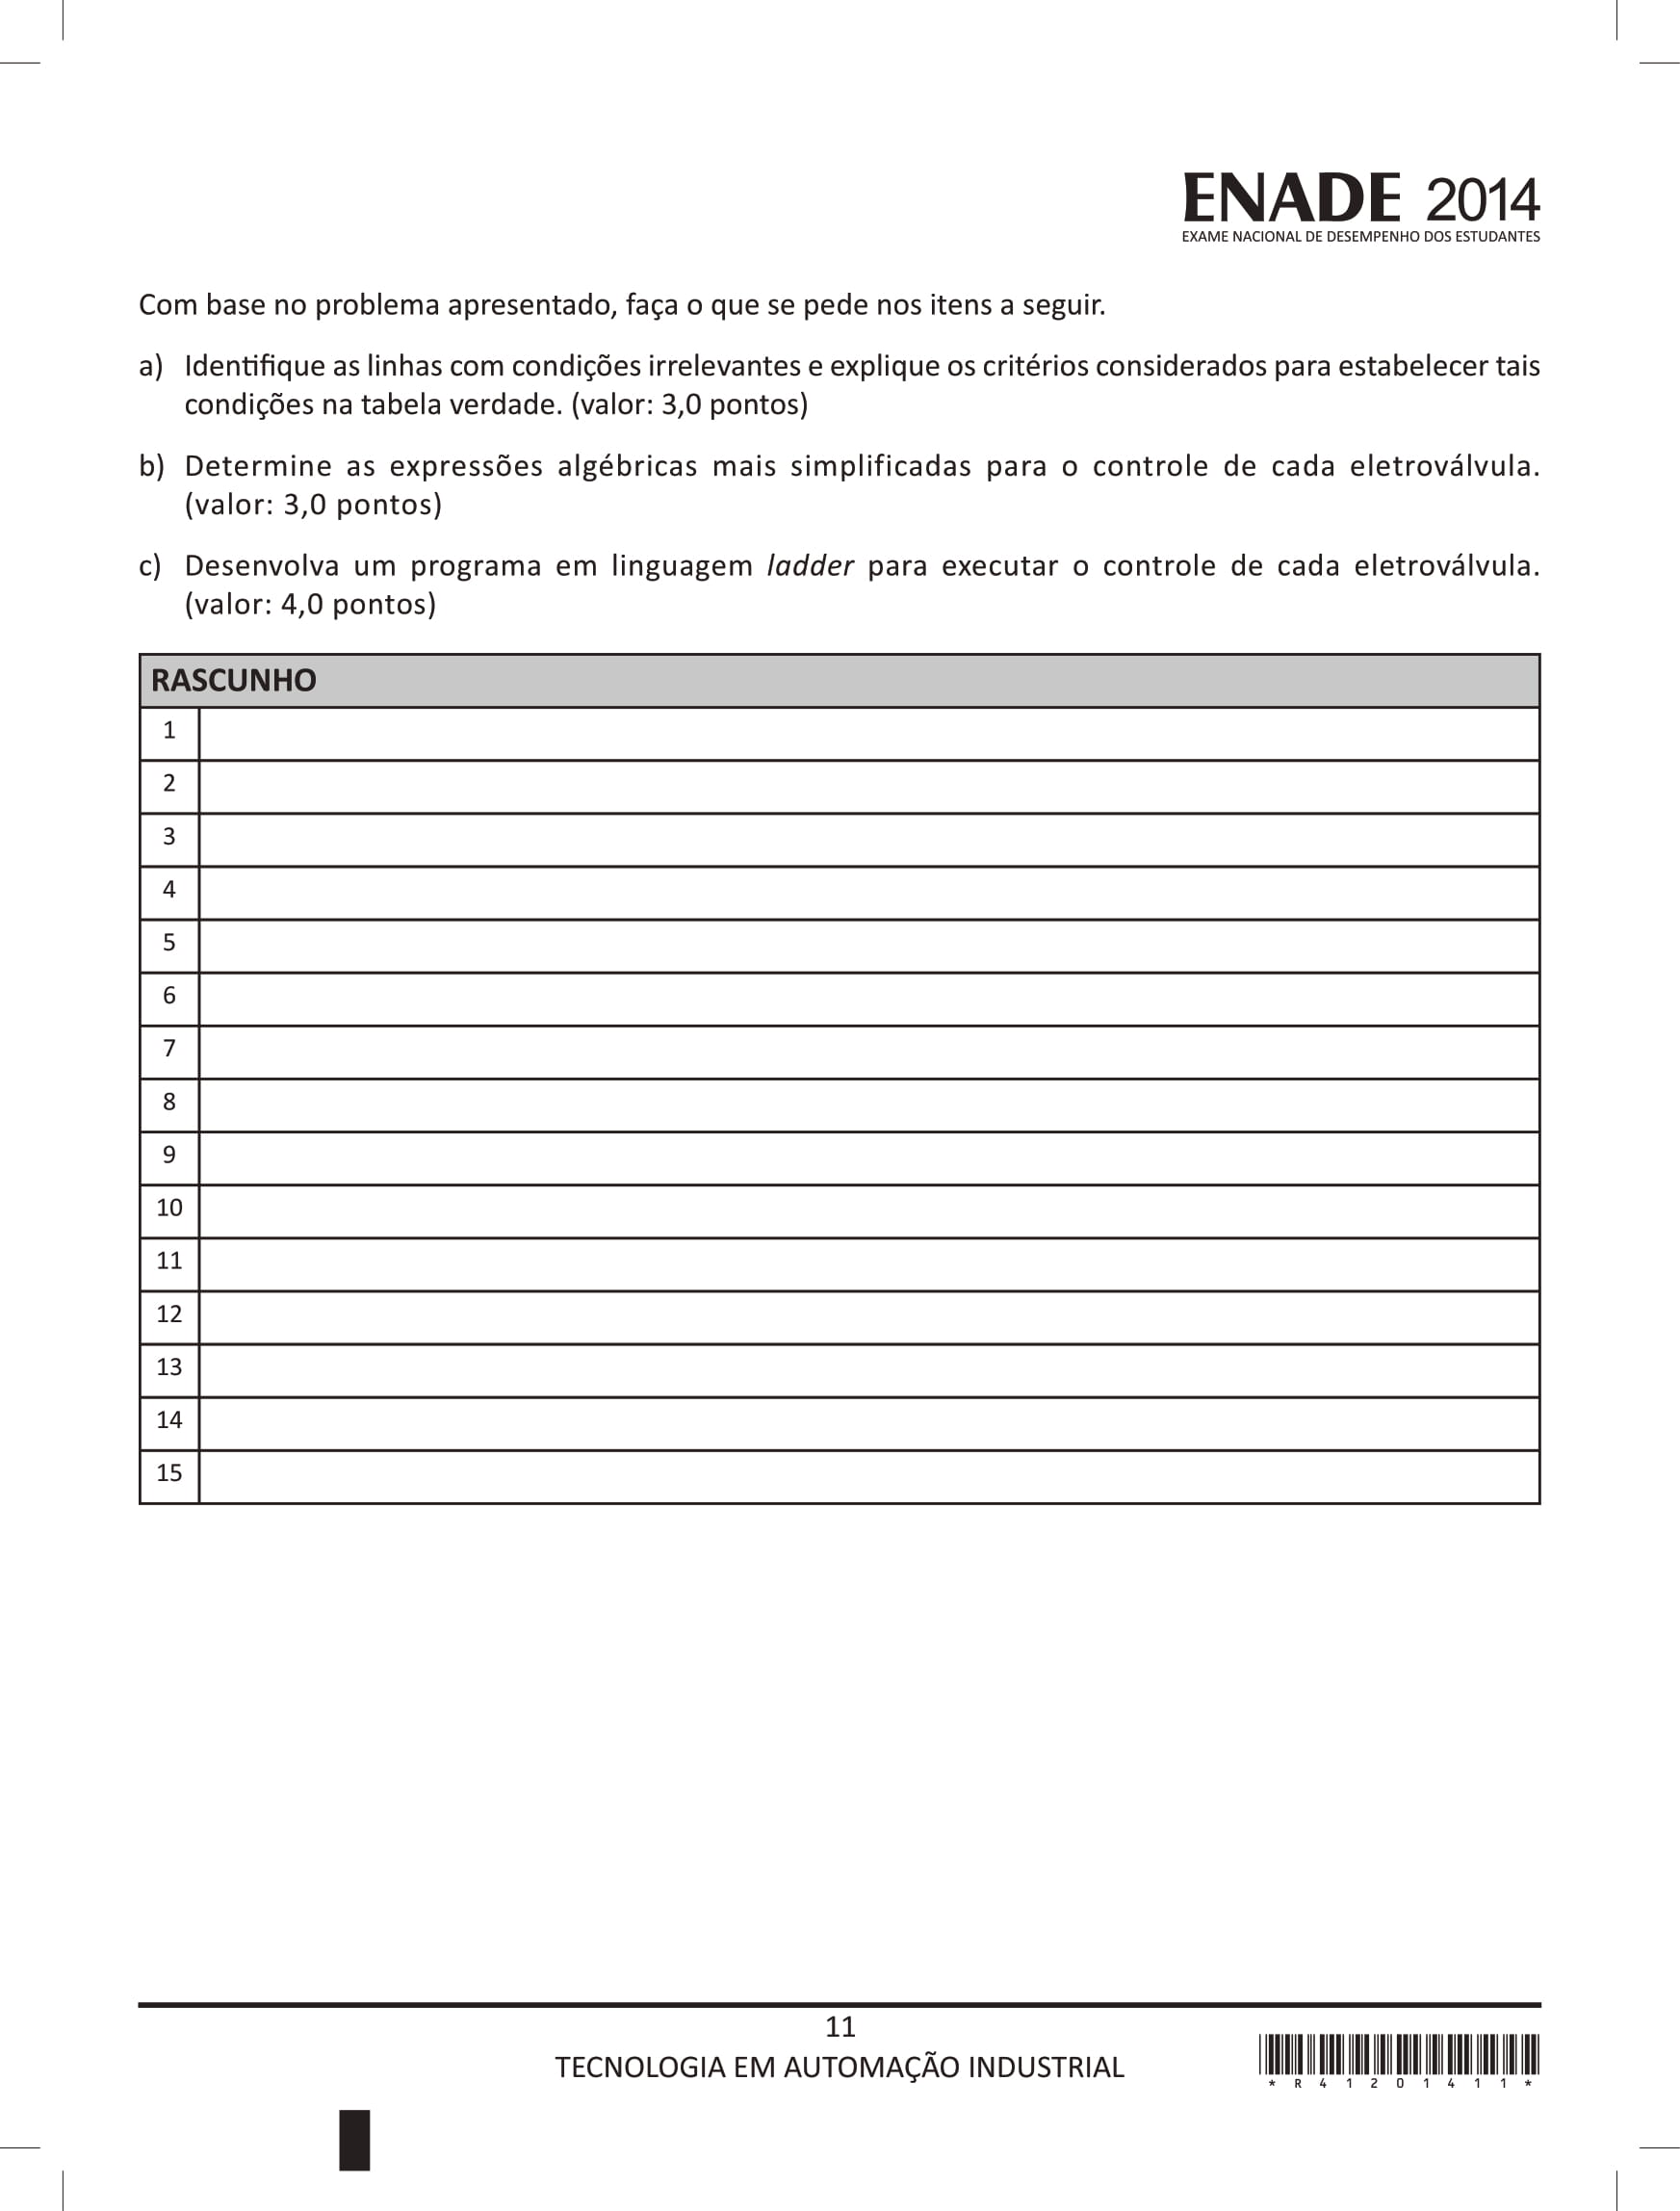 ENADE 2014
EXAME NACIONAL DE DESEMPENHO DOS ESTUDANTES
Com base no problema apresentado, faça o que se pede nos itens a seguir.
a) Identifique as linhas com condições irrelevantes e explique os critérios considerados para estabelecer tais
condições na tabela verdade. (valor: 3,0 pontos)
b) Determine as expressões algébricas mais simplificadas para o controle de cada eletroválvula.
(valor: 3,0 pontos)
c) Desenvolva um programa em linguagem ladder para executar o controle de cada eletroválvula.
(valor: 4,0 pontos)
RASCUNHO
1
2
3
4
5
6
7
8
9
10
11
12
13
14
15
11
TECNOLOGIA EM AUTOMAÇÃO INDUSTRIAL
* R 4 1 2 0 1 4 1 1 *